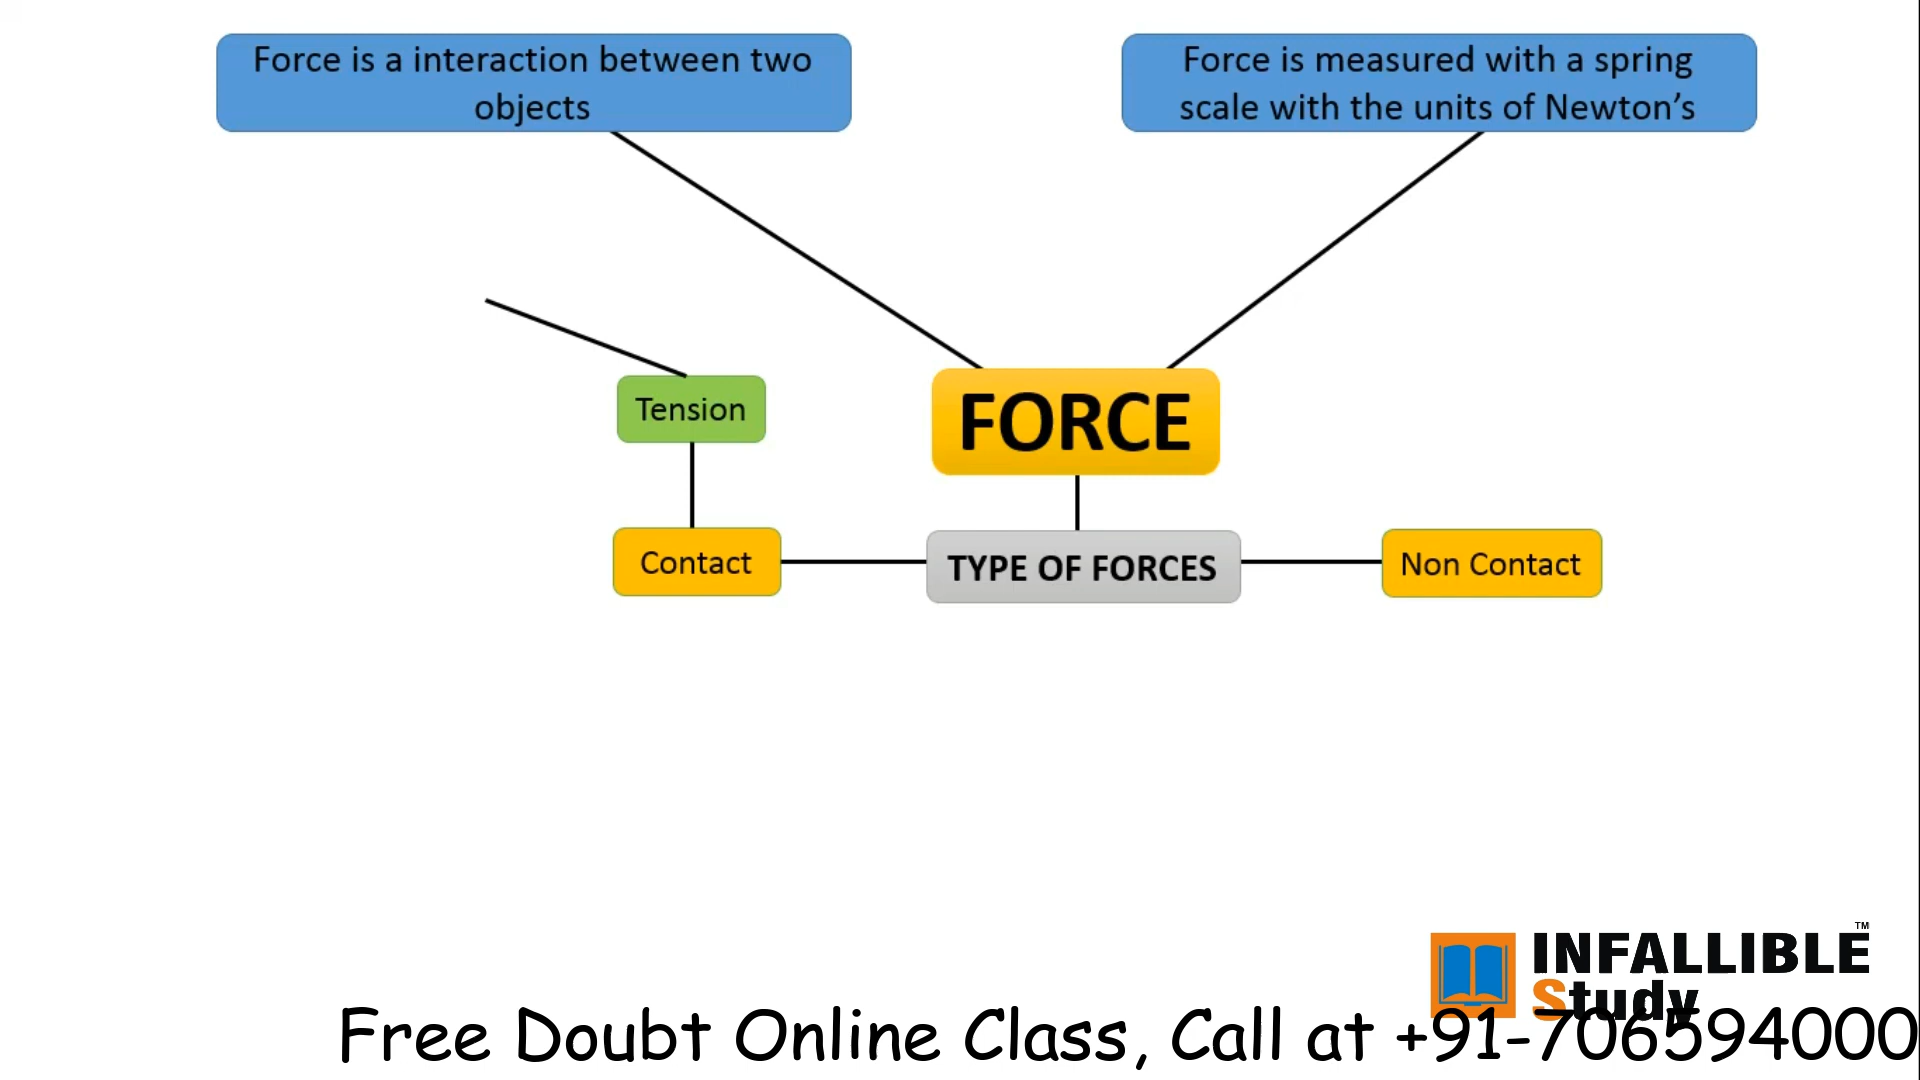 Force is a interaction between two
objects
Force is measured with a spring
scale with the units of Newton’s
Tension
FORCE
Contact
TYPE OF FORCES
Non Contact
INFALLIBLE™
Study
Free Doubt Online Class, Call at +91-706594000